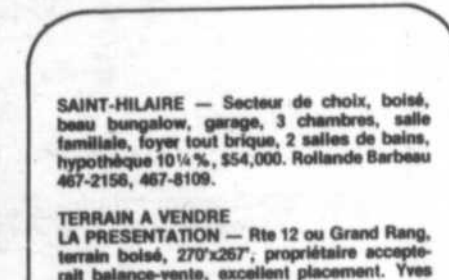 SAINT-HILAIRE — Secteur de choix, boisé,
beau bungalow, garage, 3 chambres, salle
familiale, foyer tout brique, 2 salles de bains,
hypothèque 10¼%, $54,000. Rollande Barbeau
467-2156, 467-8109.
TERRAIN A VENDRE
LA PRESENTATION — Rte 12 ou Grand Rang,
terrain boisé, 270'x267', propriétaire accepte-
rait balance-vente, excellent placement. Yves